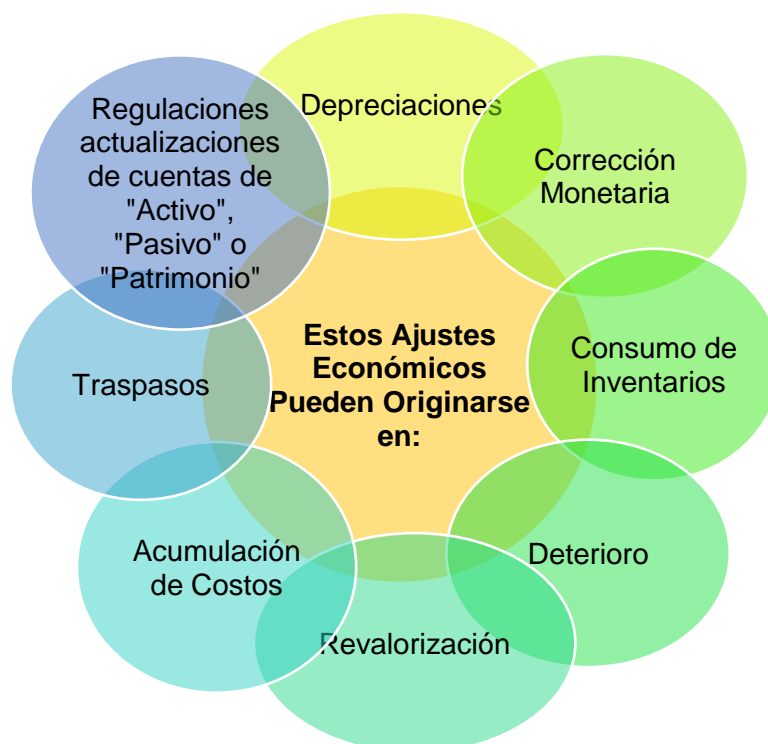 Estos Ajustes
Económicos
Pueden Originarse
en:
Depreciaciones
Corrección
Monetaria
Consumo de
Inventarios
Deterioro
Revalorización
Acumulación
de Costos
Traspasos
Regulaciones
actualizaciones
de cuentas de
"Activo",
"Pasivo" o
"Patrimonio"